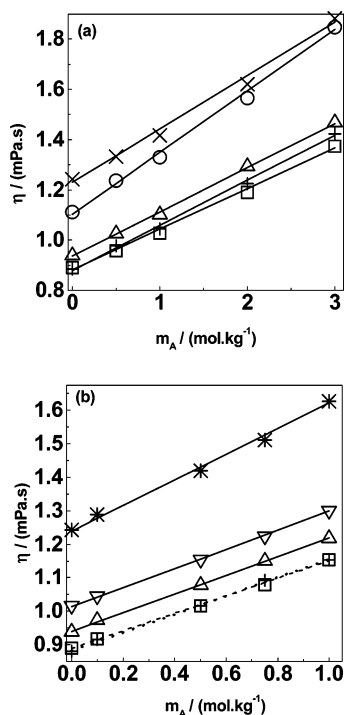 (a)
1.8
1.6
1.4
1.2
1.0
0.8
η / (mPa.s)
0 1 2 3
m_A / (mol.kg⁻¹)
(b)
1.6
1.5
1.4
1.3
1.2
1.1
1.0
0.9
η / (mPa.s)
0.0 0.2 0.4 0.6 0.8 1.0
m_A / (mol.kg⁻¹)